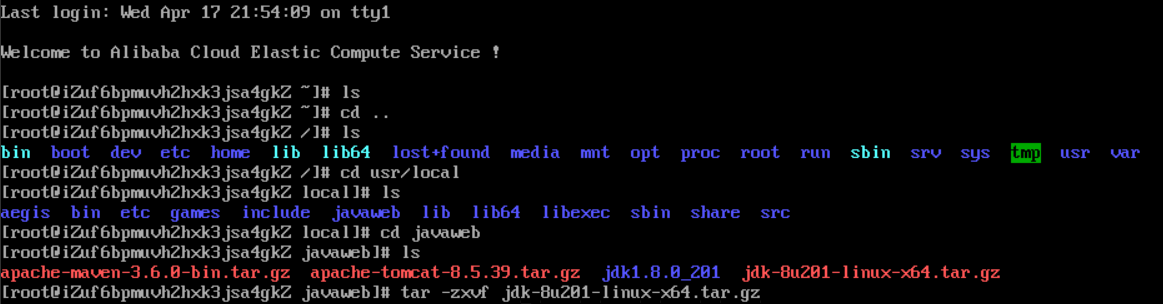 Last login: Wed Apr 17 21:54:09 on tty1
Welcome to Alibaba Cloud Elastic Compute Service !
[root@iZuf6bpmuvh2hxk3jsa4gkZ ~]# ls
[root@iZuf6bpmuvh2hxk3jsa4gkZ ~]# cd ..
[root@iZuf6bpmuvh2hxk3jsa4gkZ /]# ls
bin  boot  dev  etc  home  lib  lib64  lost+found  media  mnt  opt  proc  root  run  sbin  srv  sys  tmp  usr  var
[root@iZuf6bpmuvh2hxk3jsa4gkZ /]# cd usr/local
[root@iZuf6bpmuvh2hxk3jsa4gkZ local]# ls
aegis  bin  etc  games  include  javaweb  lib  lib64  libexec  sbin  share  src
[root@iZuf6bpmuvh2hxk3jsa4gkZ local]# cd javaweb
[root@iZuf6bpmuvh2hxk3jsa4gkZ javaweb]# ls
apache-maven-3.6.0-bin.tar.gz  apache-tomcat-8.5.39.tar.gz  jdk1.8.0_201  jdk-8u201-linux-x64.tar.gz
[root@iZuf6bpmuvh2hxk3jsa4gkZ javaweb]# tar -zxvf jdk-8u201-linux-x64.tar.gz